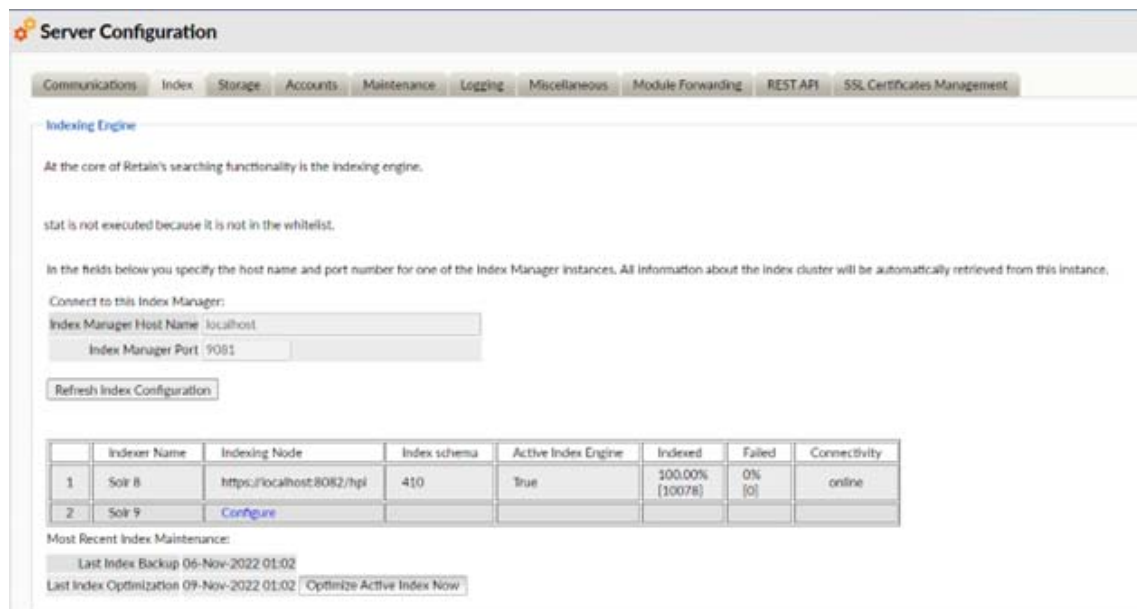 Server Configuration
Communications Index Storage Accounts Maintenance Logging Miscellaneous Module Forwarding REST API SSL Certificates Management
Indexing Engine
At the core of Retain's searching functionality is the indexing engine.
stat is not executed because it is not in the whitelist.
In the fields below you specify the host name and port number for one of the Index Manager instances. All information about the index cluster will be automatically retrieved from this instance.
Connect to this Index Manager:
Index Manager Host Name localhost
Index Manager Port 9081
Refresh Index Configuration
Indexer Name Indexing Node Index schema Active Index Engine Indexed Failed Connectivity
1 Solr 8 https://localhost:8082/hpi 410 True 100.00% 0% online
[10078] [0]
2 Solr 9 Configure
Most Recent Index Maintenance:
Last Index Backup 06-Nov-2022 01:02
Last Index Optimization 09-Nov-2022 01:02 Optimize Active Index Now